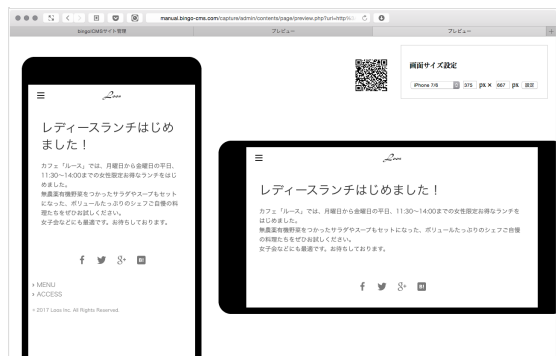 manual.bingo-cms.com/capture/admin/contents/page/preview.php?url=http%
bingo!CMSサイト管理
プレビュー
プレビュー
画面サイズ設定
iPhone 7/6 375 px × 667 px 設定
Loos
レディースランチはじめ
ました!
カフェ「ルース」では、月曜日から金曜日の平日、
11:30~14:00までの女性限定お得なランチをは
じめました。
無農薬有機野菜をつかったサラダやスープもセット
になった、ボリュームたっぷりのシェフご自慢の料
理たちをぜひお試しください。
女子会などにも最適です。お待ちしております。
f g+ B!
› MENU
› ACCESS
© 2017 Loss Inc. All Rights Reserved.
Loos
レディースランチはじめました!
カフェ「ルース」では、月曜日から金曜日の平日、11:30~14:00までの女性限定お得なランチを
はじめました。
無農薬有機野菜をつかったサラダやスープもセットになった、ボリュームたっぷりのシェフご自慢
の料理たちをぜひお試しください。
女子会などにも最適です。お待ちしております。
f g+ B!